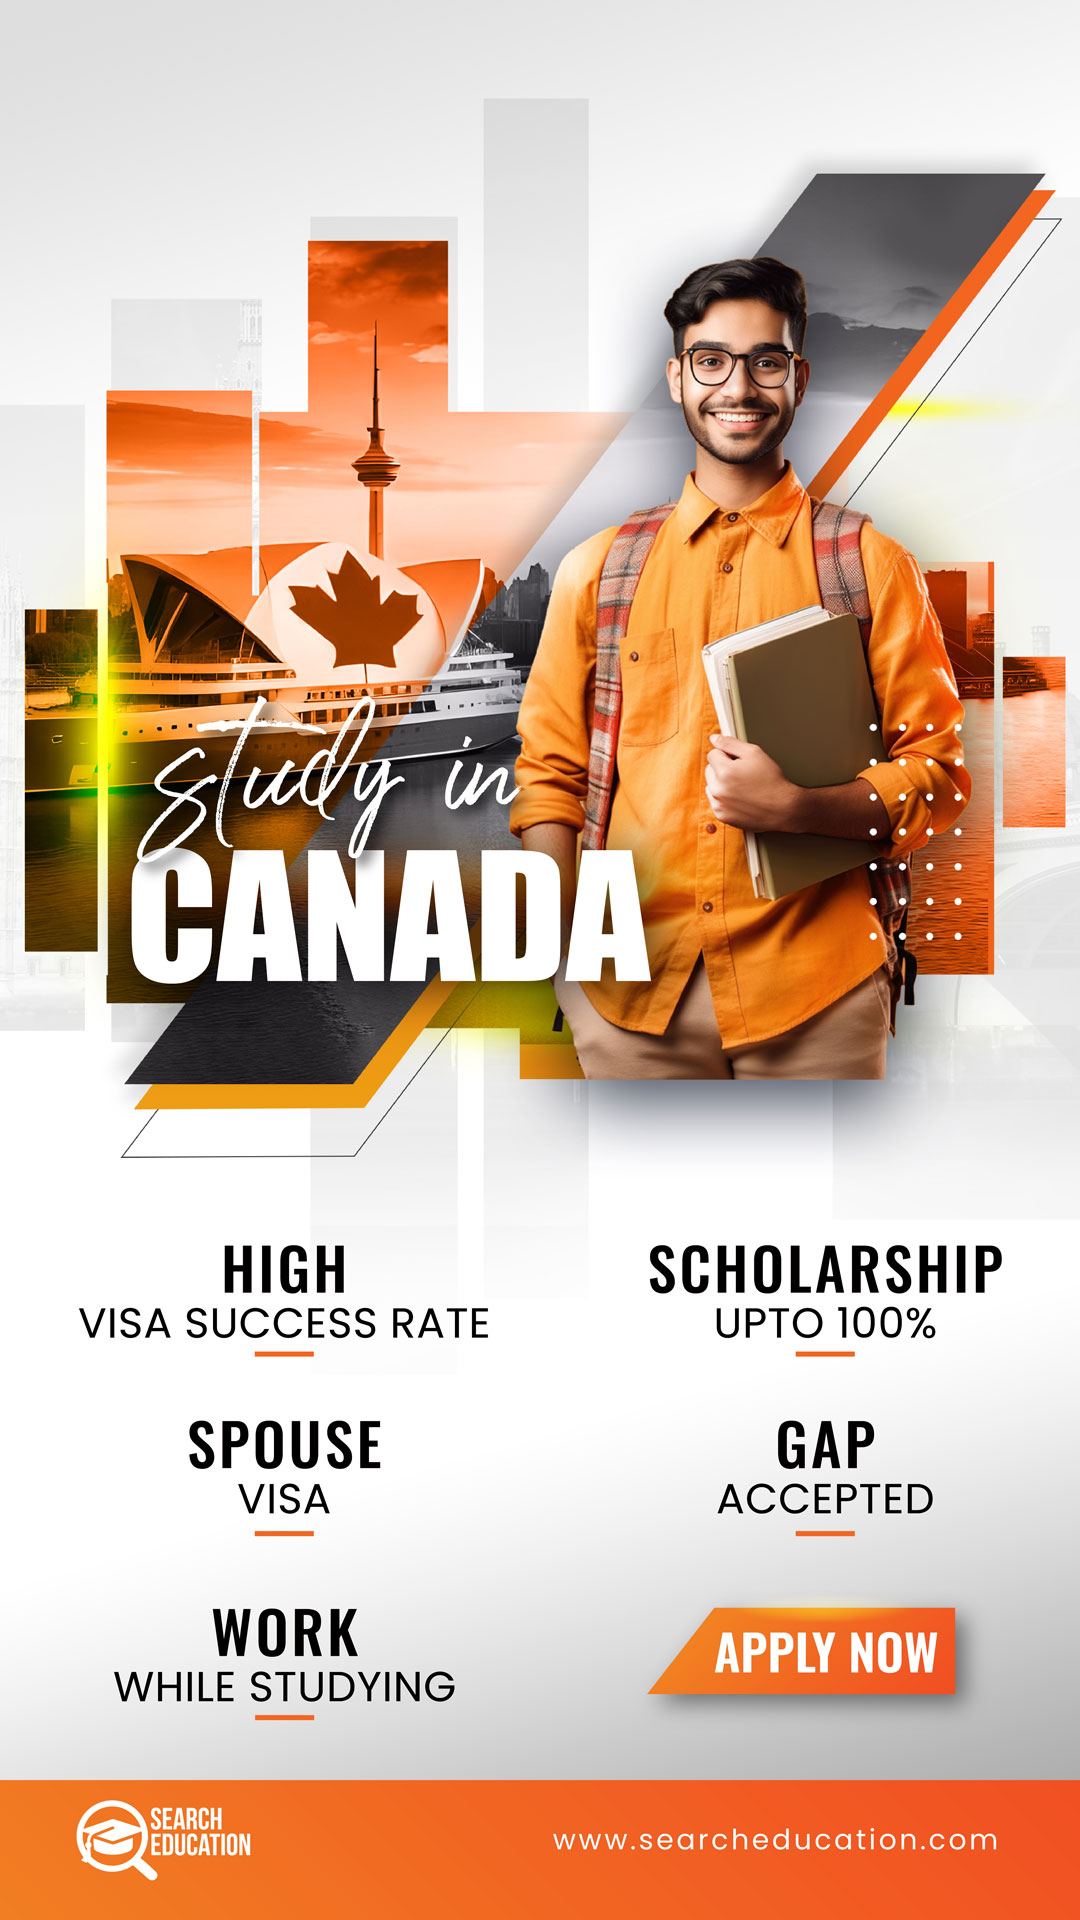 study in
CANADA
HIGH
VISA SUCCESS RATE
SCHOLARSHIP
UPTO 100%
SPOUSE
VISA
GAP
ACCEPTED
WORK
WHILE STUDYING
APPLY NOW
SEARCH
EDUCATION
www.searcheducation.com